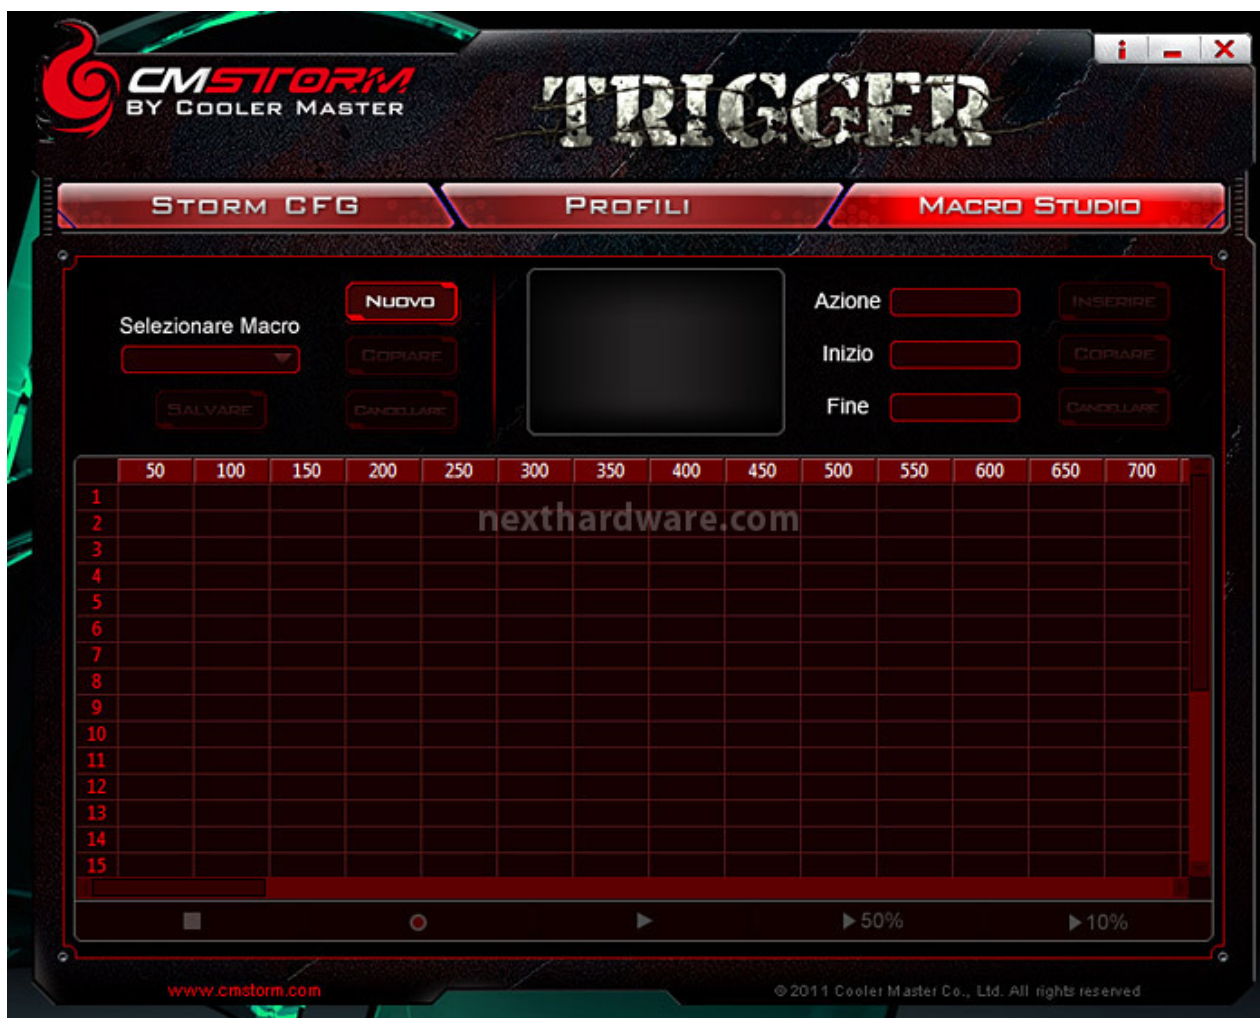 CMSTORM
BY COOLER MASTER
TRIGGER
STORM CFG
PROFILI
MACRO STUDIO
Selezionare Macro
NUOVO
COPIARE
SALVARE
CANCELLARE
Azione
INSERIRE
Inizio
COPIARE
Fine
CANCELLARE
50 100 150 200 250 300 350 400 450 500 550 600 650 700
1
2
nexthardware.com
3
4
5
6
7
8
9
10
11
12
13
14
15
50%
10%
www.cmstorm.com
©2011 Cooler Master Co., Ltd. All rights reserved